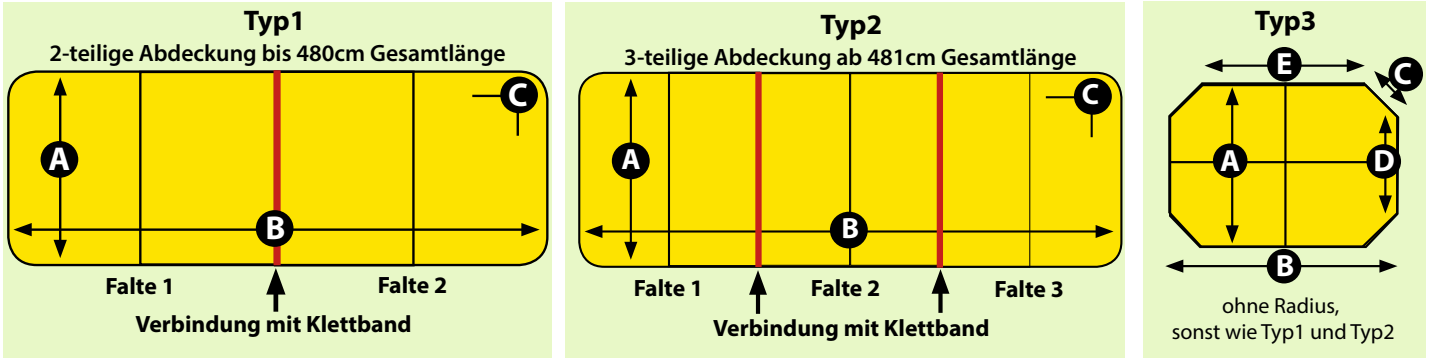 Typ1
2-teilige Abdeckung bis 480cm Gesamtlänge
C
A
B
Falte 1
Falte 2
Verbindung mit Klettband
Typ2
3-teilige Abdeckung ab 481cm Gesamtlänge
C
A
B
Falte 1
Falte 2
Falte 3
Verbindung mit Klettband
Typ3
E
C
A
D
B
ohne Radius,
sonst wie Typ1 und Typ2